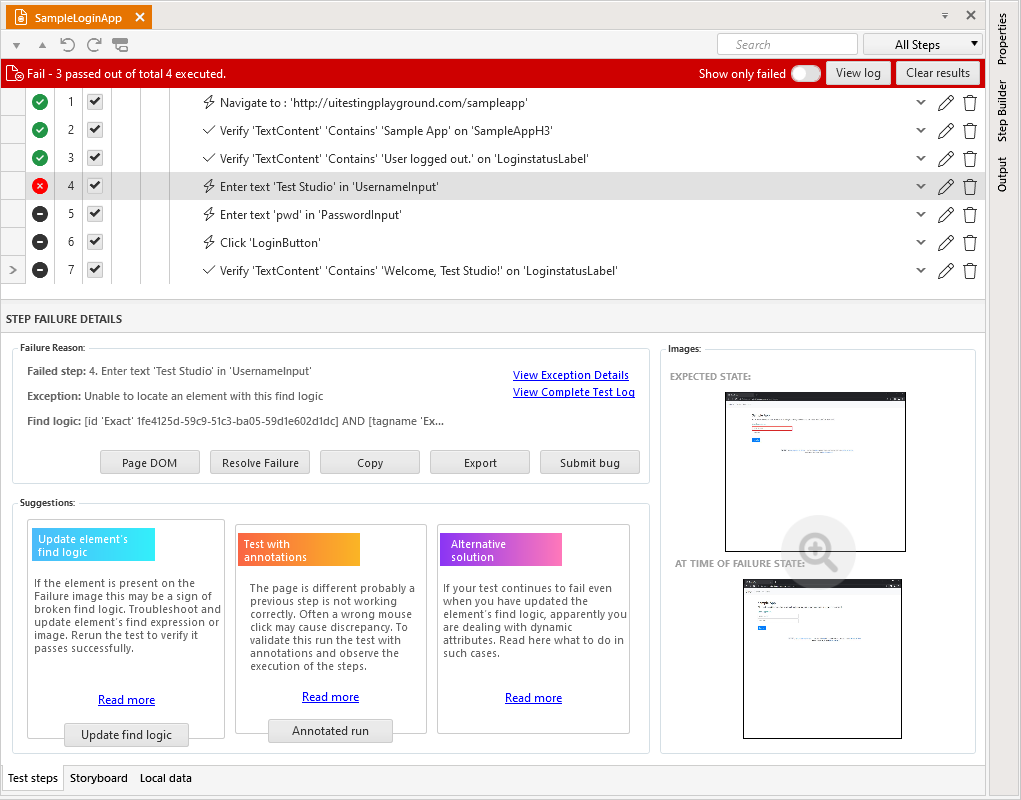 SampleLoginApp
Properties
Step Builder
Output
Search
All Steps
Fail - 3 passed out of total 4 executed.
Show only failed
View log
Clear results
1 Navigate to : 'http://uitestingplayground.com/sampleapp'
2 Verify 'TextContent' 'Contains' 'Sample App' on 'SampleAppH3'
3 Verify 'TextContent' 'Contains' 'User logged out.' on 'LoginstatusLabel'
4 Enter text 'Test Studio' in 'UsernameInput'
5 Enter text 'pwd' in 'PasswordInput'
6 Click 'LoginButton'
7 Verify 'TextContent' 'Contains' 'Welcome, Test Studio!' on 'LoginstatusLabel'
STEP FAILURE DETAILS
Failure Reason:
Failed step: 4. Enter text 'Test Studio' in 'UsernameInput'
Exception: Unable to locate an element with this find logic
Find logic: [id 'Exact' 1fe4125d-59c9-51c3-ba05-59d1e602d1dc] AND [tagname 'Ex...
View Exception Details
View Complete Test Log
Page DOM
Resolve Failure
Copy
Export
Submit bug
Suggestions:
Update element's
find logic
If the element is present on the
Failure image this may be a sign of
broken find logic. Troubleshoot and
update element's find expression or
image. Rerun the test to verify it
passes successfully.
Read more
Update find logic
Test with
annotations
The page is different probably a
previous step is not working
correctly. Often a wrong mouse
click may cause discrepancy. To
validate this run the test with
annotations and observe the
execution of the steps.
Read more
Annotated run
Alternative
solution
If your test continues to fail even
when you have updated the
element's find logic, apparently you
are dealing with dynamic
attributes. Read here what to do in
such cases.
Read more
Images:
EXPECTED STATE:
AT TIME OF FAILURE STATE:
Test steps
Storyboard
Local data